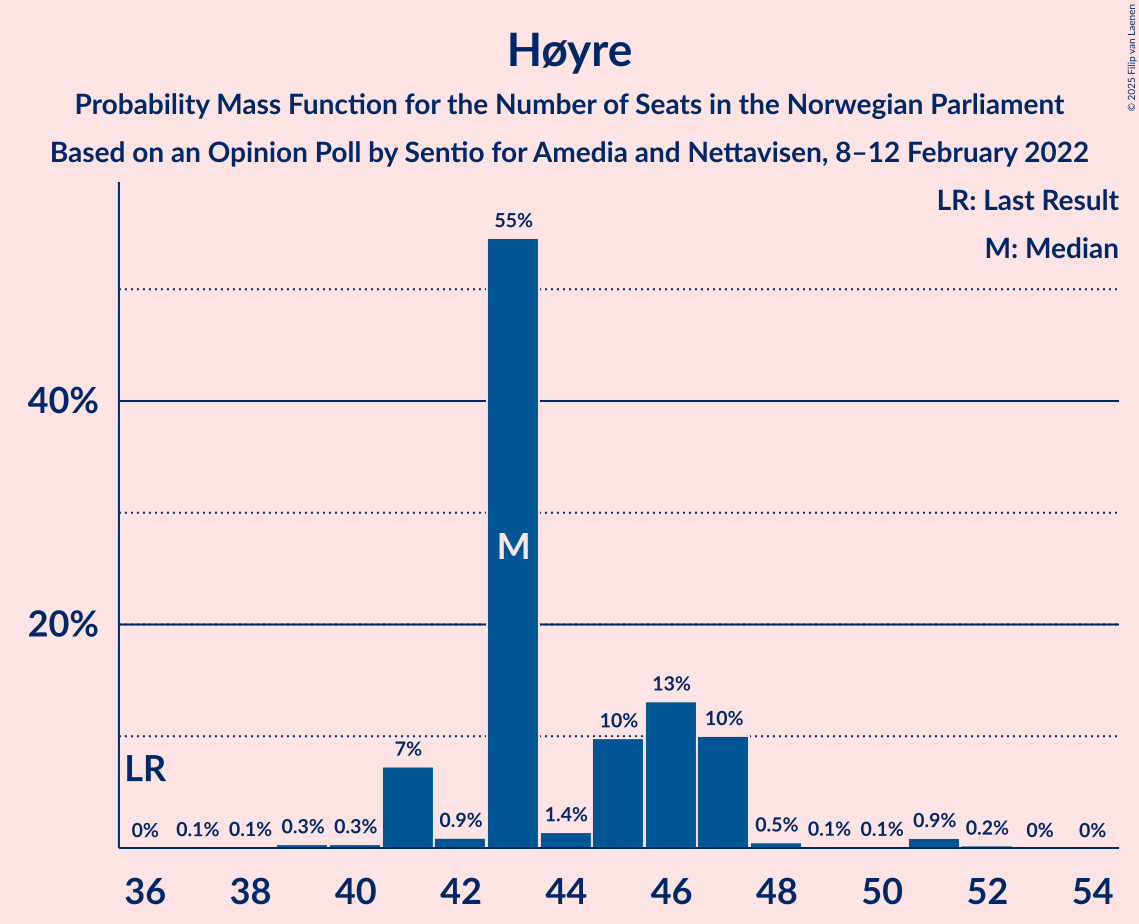 Høyre
Probability Mass Function for the Number of Seats in the Norwegian Parliament
Based on an Opinion Poll by Sentio for Amedia and Nettavisen, 8–12 February 2022
© 2025 Filip van Laenen
LR: Last Result
M: Median
55%
40%
M
20%
13%
10% 10%
7%
LR
0% 0.1% 0.1% 0.3% 0.3% 0.9% 1.4% 0.5% 0.1% 0.1% 0.9% 0.2% 0% 0%
36 38 40 42 44 46 48 50 52 54